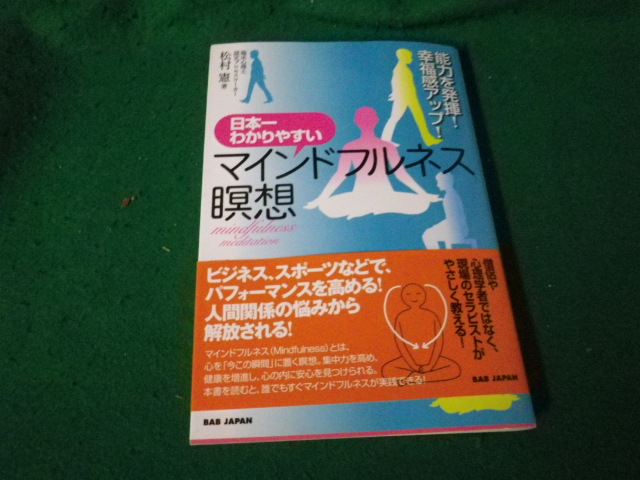 能力を発揮!
幸福感アップ!
松村 憲 著
日本一
わかりやすい
マインドフルネス
瞑想
mindfulness
meditation
ビジネス、スポーツなどで、
パフォーマンスを高める!
人間関係の悩みから
解放される!
マインドフルネス(Mindfulness)とは、
心を「今この瞬間」に置く瞑想。集中力を高め、
健康を増進し、心の内に安心を見つけられる。
本書を読むと、誰でもすぐマインドフルネスが実践できる!
僧侶や
心理学者ではなく、
現場のセラピストが
やさしく教える!
BAB JAPAN
BAB JAPAN